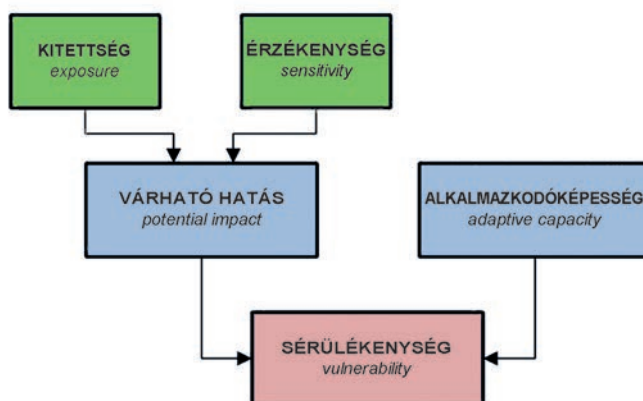 KITETTSÉG
exposure
ÉRZÉKENYSÉG
sensitivity
VÁRHATÓ HATÁS
potential impact
ALKALMAZKODÓKÉPESSÉG
adaptive capacity
SÉRÜLÉKENYSÉG
vulnerability